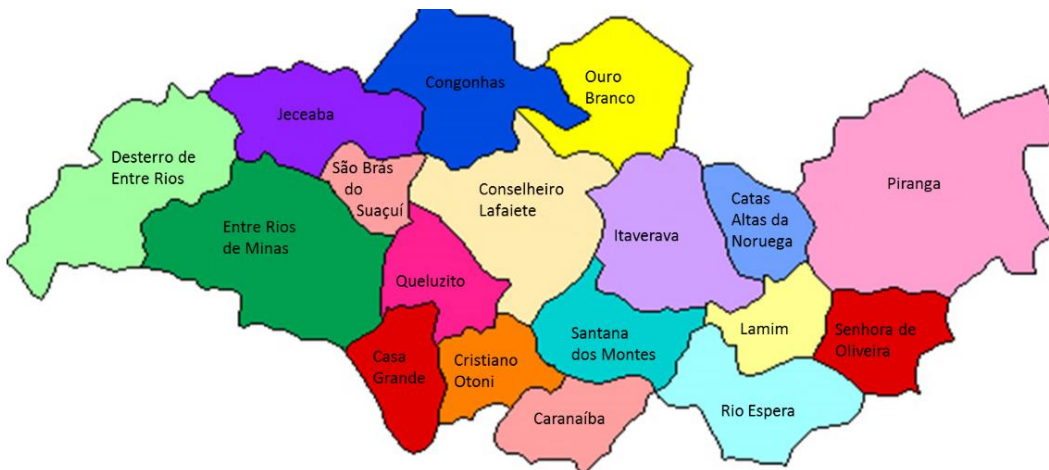 Congonhas
Ouro
Branco
Jeceaba
Desterro de
Entre Rios
São Brás
do
Suaçuí
Conselheiro
Lafaiete
Piranga
Catas
Altas da
Noruega
Entre Rios
de Minas
Itaverava
Queluzito
Santana
dos Montes
Lamim
Senhora de
Oliveira
Casa
Grande
Cristiano
Otoni
Caranaíba
Rio Espera